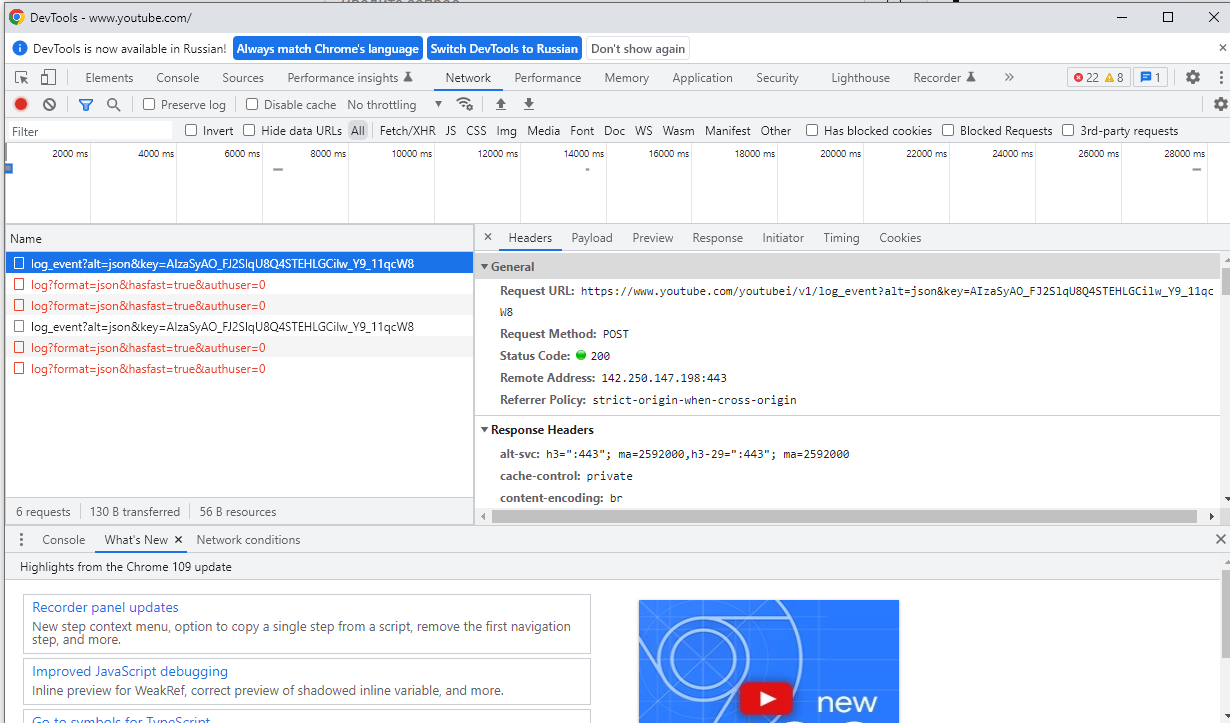 DevTools - www.youtube.com/
DevTools is now available in Russian! Always match Chrome's language Switch DevTools to Russian Don't show again
Elements Console Sources Performance insights Network Performance Memory Application Security Lighthouse Recorder 22 8 1
Preserve log Disable cache No throttling
Filter Invert Hide data URLs All Fetch/XHR JS CSS Img Media Font Doc WS Wasm Manifest Other Has blocked cookies Blocked Requests 3rd-party requests
2000 ms 4000 ms 6000 ms 8000 ms 10000 ms 12000 ms 14000 ms 16000 ms 18000 ms 20000 ms 22000 ms 24000 ms 26000 ms 28000 ms
Name
log_event?alt=json&key=AIzaSyAO_FJ2SlqU8Q4STEHLGCilw_Y9_11qcW8
log?format=json&hasfast=true&authuser=0
log?format=json&hasfast=true&authuser=0
log_event?alt=json&key=AIzaSyAO_FJ2SlqU8Q4STEHLGCilw_Y9_11qcW8
log?format=json&hasfast=true&authuser=0
log?format=json&hasfast=true&authuser=0
6 requests 130 B transferred 56 B resources
Headers Payload Preview Response Initiator Timing Cookies
General
Request URL: https://www.youtube.com/youtubei/v1/log_event?alt=json&key=AIzaSyAO_FJ2SlqU8Q4STEHLGCilw_Y9_11qc
W8
Request Method: POST
Status Code: 200
Remote Address: 142.250.147.198:443
Referrer Policy: strict-origin-when-cross-origin
Response Headers
alt-svc: h3=":443"; ma=2592000,h3-29=":443"; ma=2592000
cache-control: private
content-encoding: br
Console What's New Network conditions
Highlights from the Chrome 109 update
Recorder panel updates
New step context menu, option to copy a single step from a script, remove the first navigation
step, and more.
Improved JavaScript debugging
Inline preview for WeakRef, correct preview of shadowed inline variable, and more.
Go to symbols for TypeScript
new